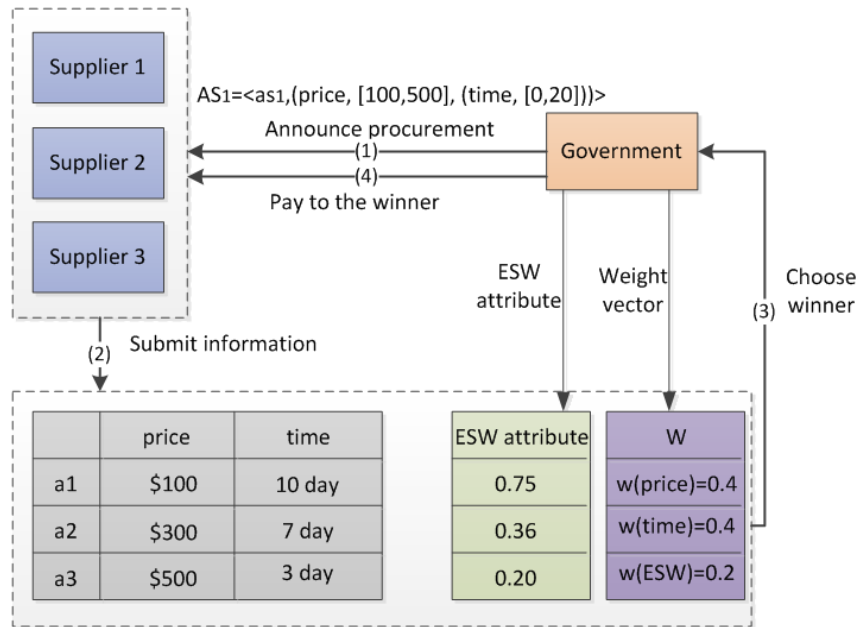 Supplier 1
Supplier 2
Supplier 3
AS1=<as1,(price, [100,500], (time, [0,20]))>
Announce procurement
(1)
(4)
Pay to the winner
Government
ESW
attribute
Weight
vector
(3)
Choose
winner
(2)
Submit information
price time
a1 $100 10 day
a2 $300 7 day
a3 $500 3 day
ESW attribute
0.75
0.36
0.20
W
w(price)=0.4
w(time)=0.4
w(ESW)=0.2